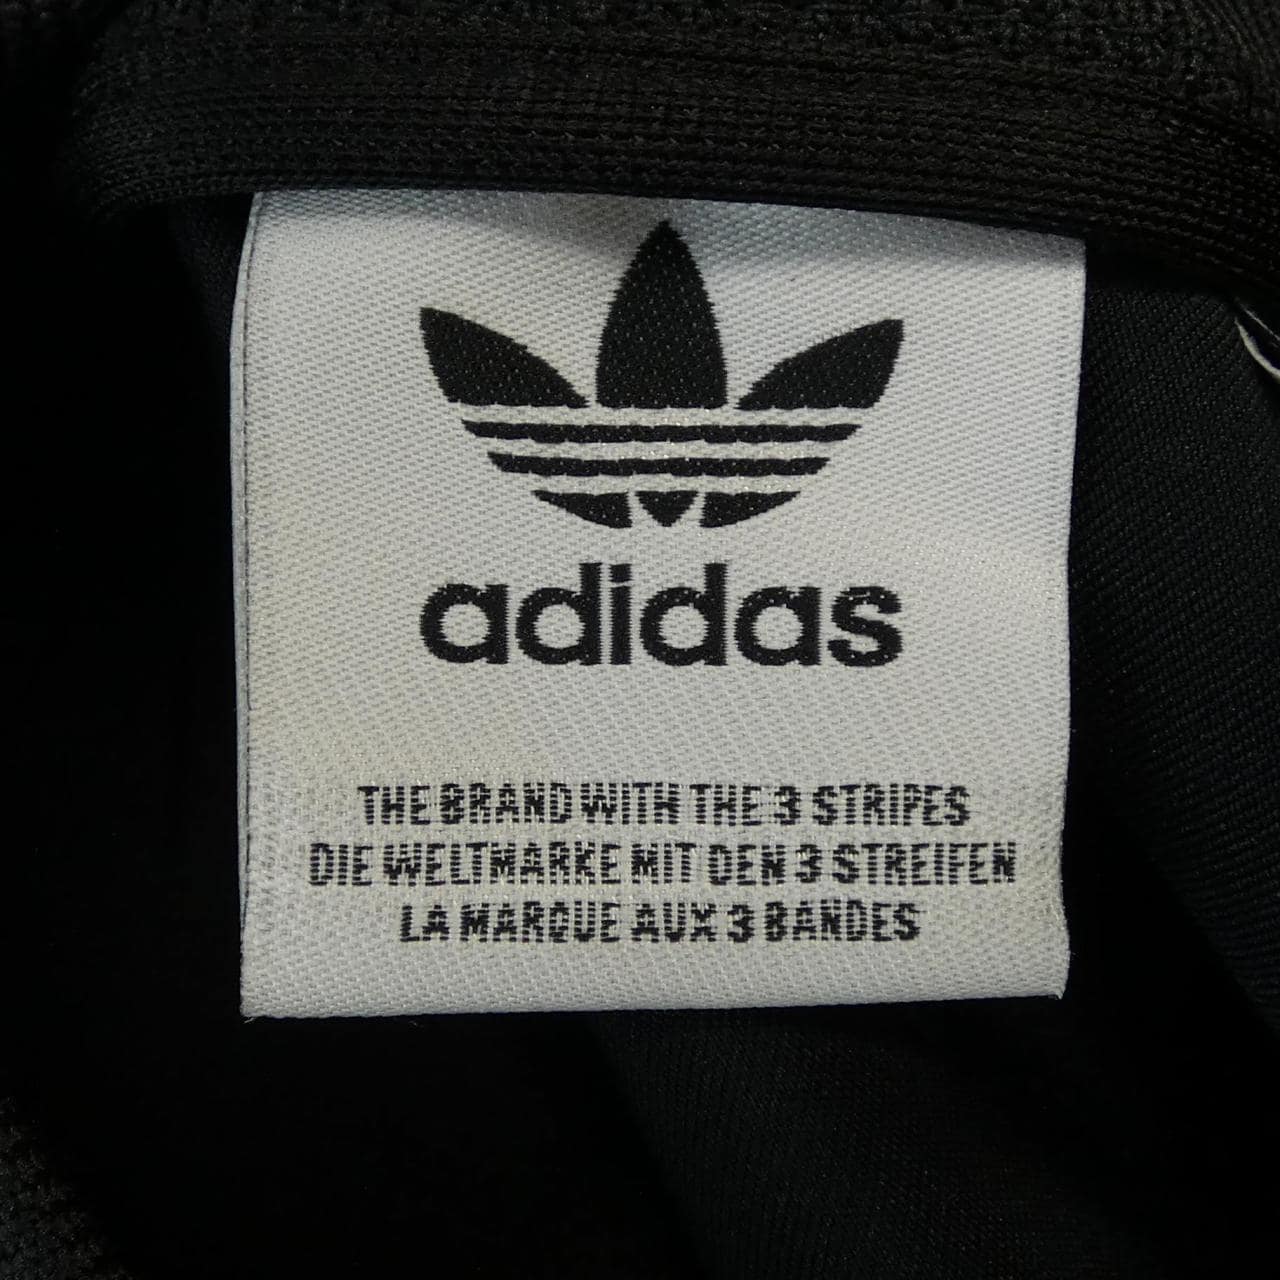 adidas
THE BRAND WITH THE 3 STRIPES
DIE WELTMARKE MIT DEN 3 STREIFEN
LA MARQUE AUX 3 BANDES